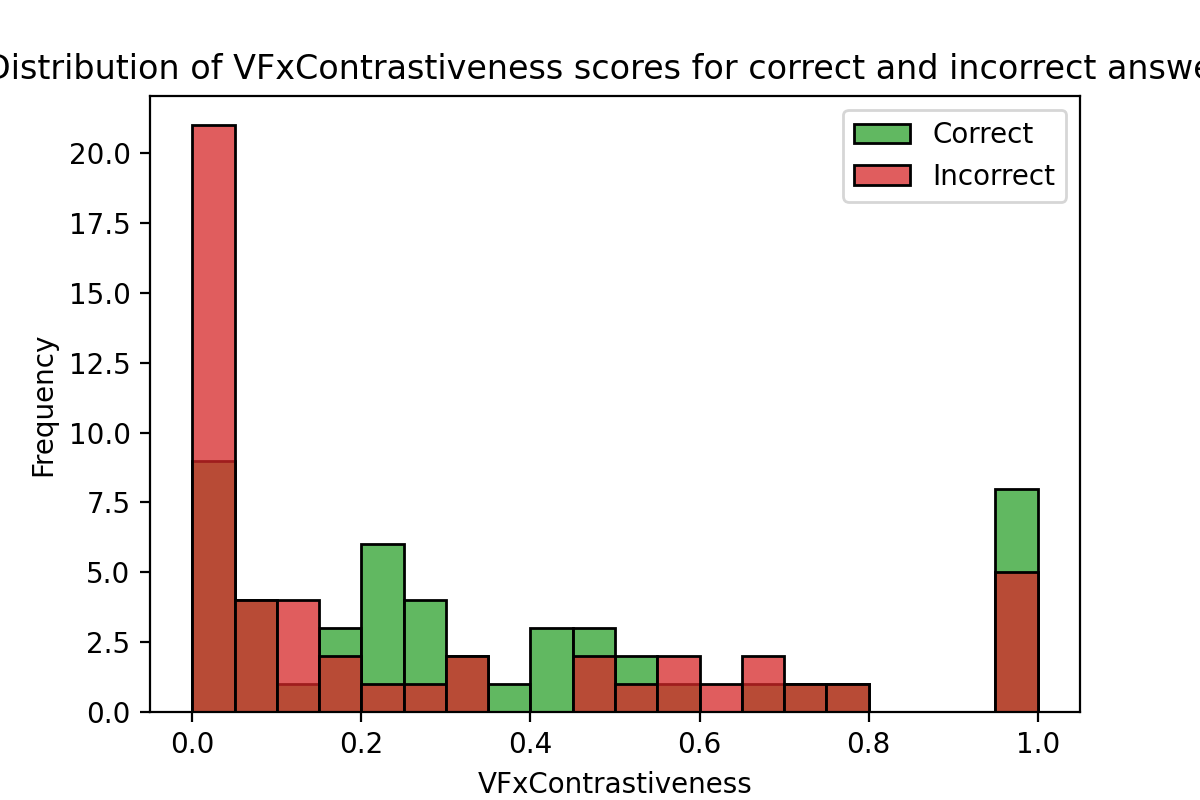 Distribution of VFxContrastiveness scores for correct and incorrect answe
Correct
Incorrect
Frequency
20.0
17.5
15.0
12.5
10.0
7.5
5.0
2.5
0.0
0.0 0.2 0.4 0.6 0.8 1.0
VFxContrastiveness